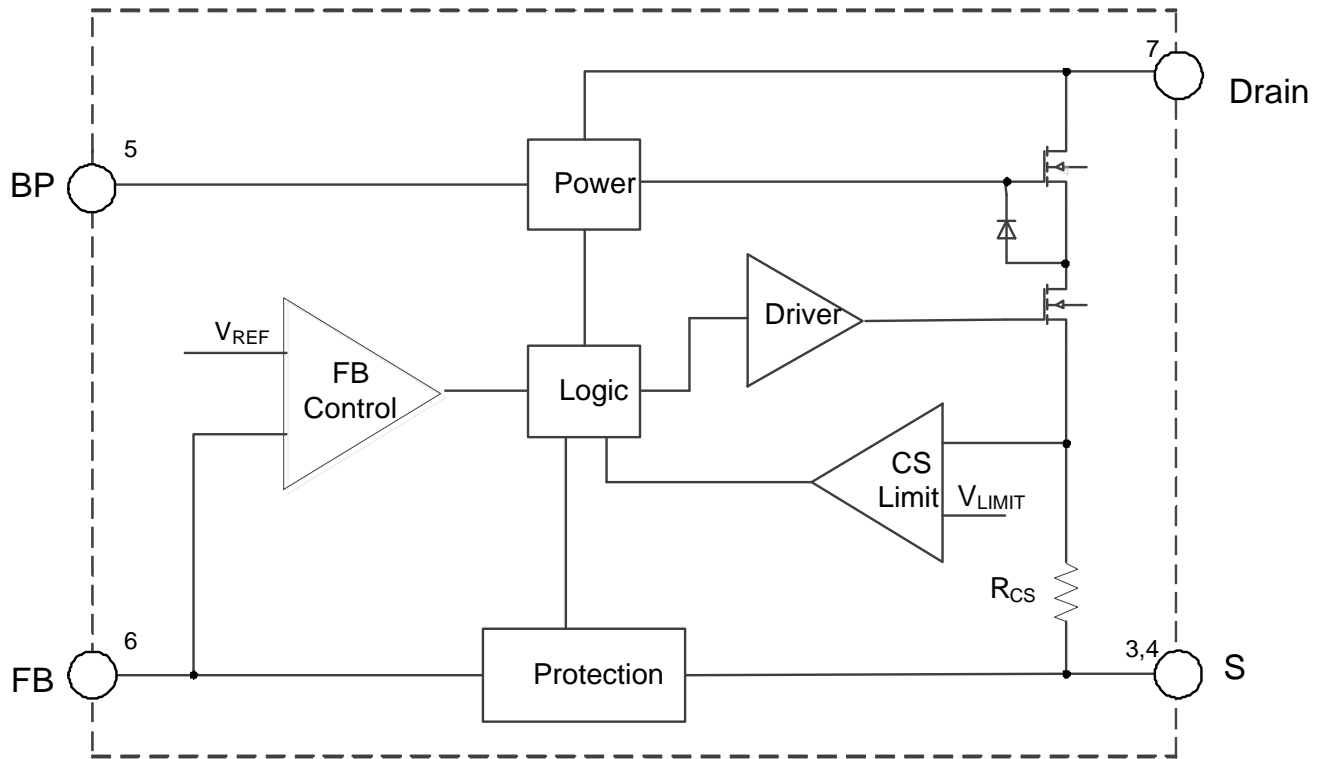 7
Drain
5
BP
Power
Driver
VREF
FB
Control
Logic
CS
Limit
VLIMIT
RCS
6
FB
Protection
3,4
S